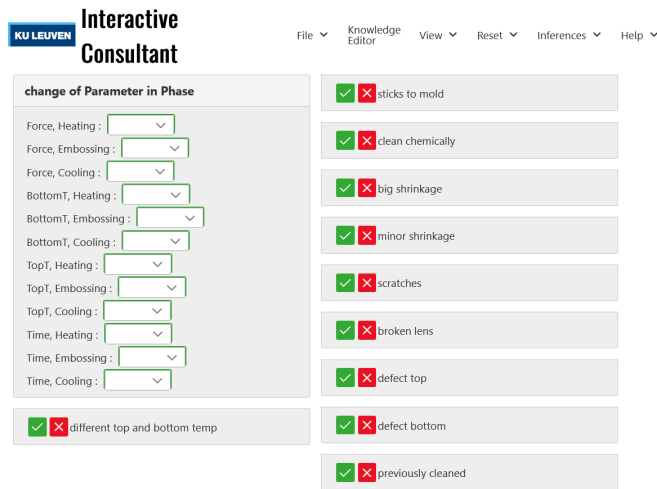 KU LEUVEN
Interactive
Consultant
File
Knowledge
Editor
View
Reset
Inferences
Help
change of Parameter in Phase
Force, Heating :
Force, Embossing :
Force, Cooling :
BottomT, Heating :
BottomT, Embossing :
BottomT, Cooling :
TopT, Heating :
TopT, Embossing :
TopT, Cooling :
Time, Heating :
Time, Embossing :
Time, Cooling :
different top and bottom temp
sticks to mold
clean chemically
big shrinkage
minor shrinkage
scratches
broken lens
defect top
defect bottom
previously cleaned